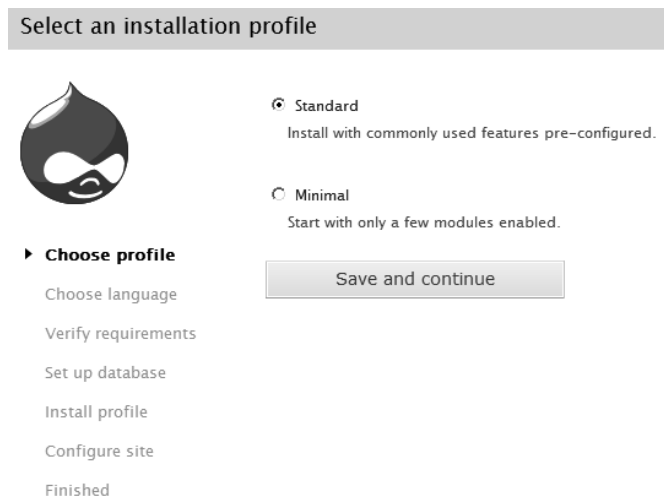 Select an installation profile
Standard
Install with commonly used features pre-configured.
Minimal
Start with only a few modules enabled.
Save and continue
Choose profile
Choose language
Verify requirements
Set up database
Install profile
Configure site
Finished